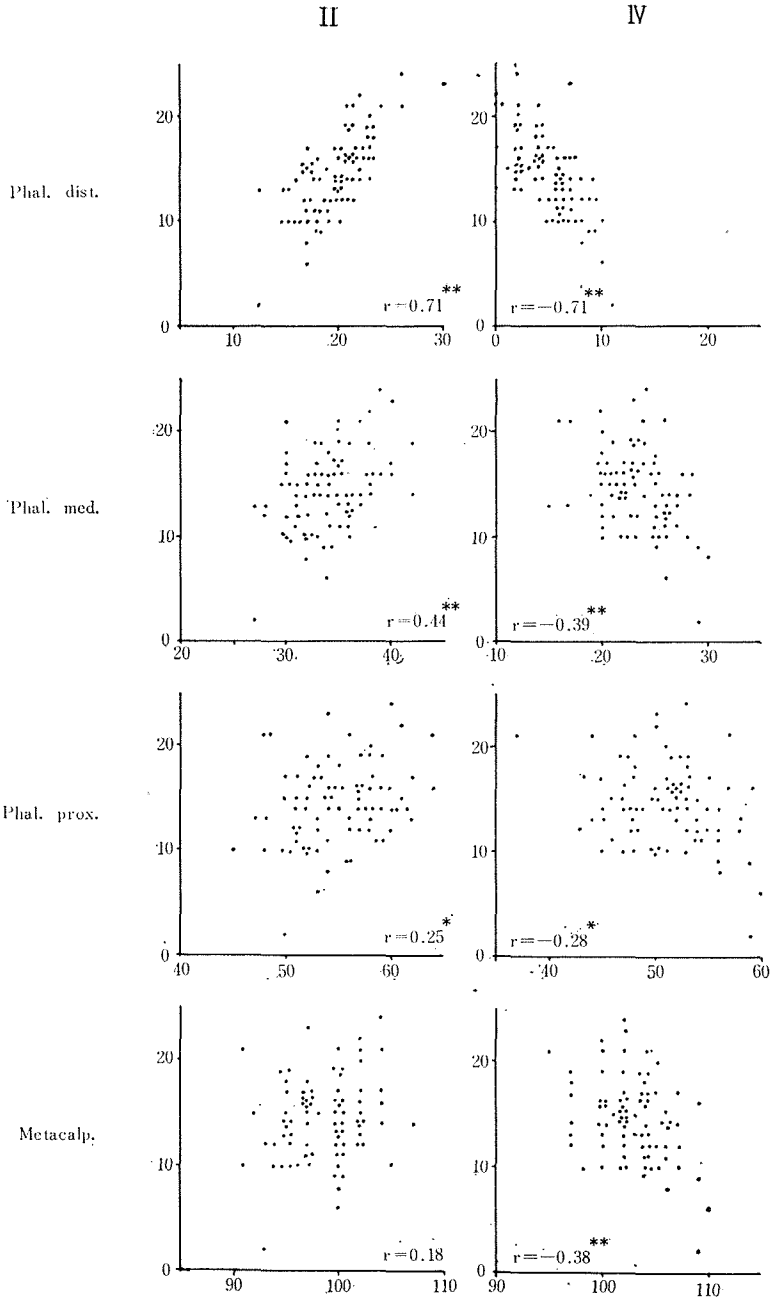 II IV
Phal. dist.
20 20
10 10
0 0
r=0.71** r=−0.71**
10 20 30 0 10 20
Phal. med.
20 20
10 10
0 0
r=0.44** r=−0.39**
20 30 40 10 20 30
Phal. prox.
20 20
10 10
0 0
r=0.25* r=−0.28*
40 50 60 40 50 60
Metacalp.
20 20
10 10
0 0
r=0.18 r=−0.38**
90 100 110 90 100 110